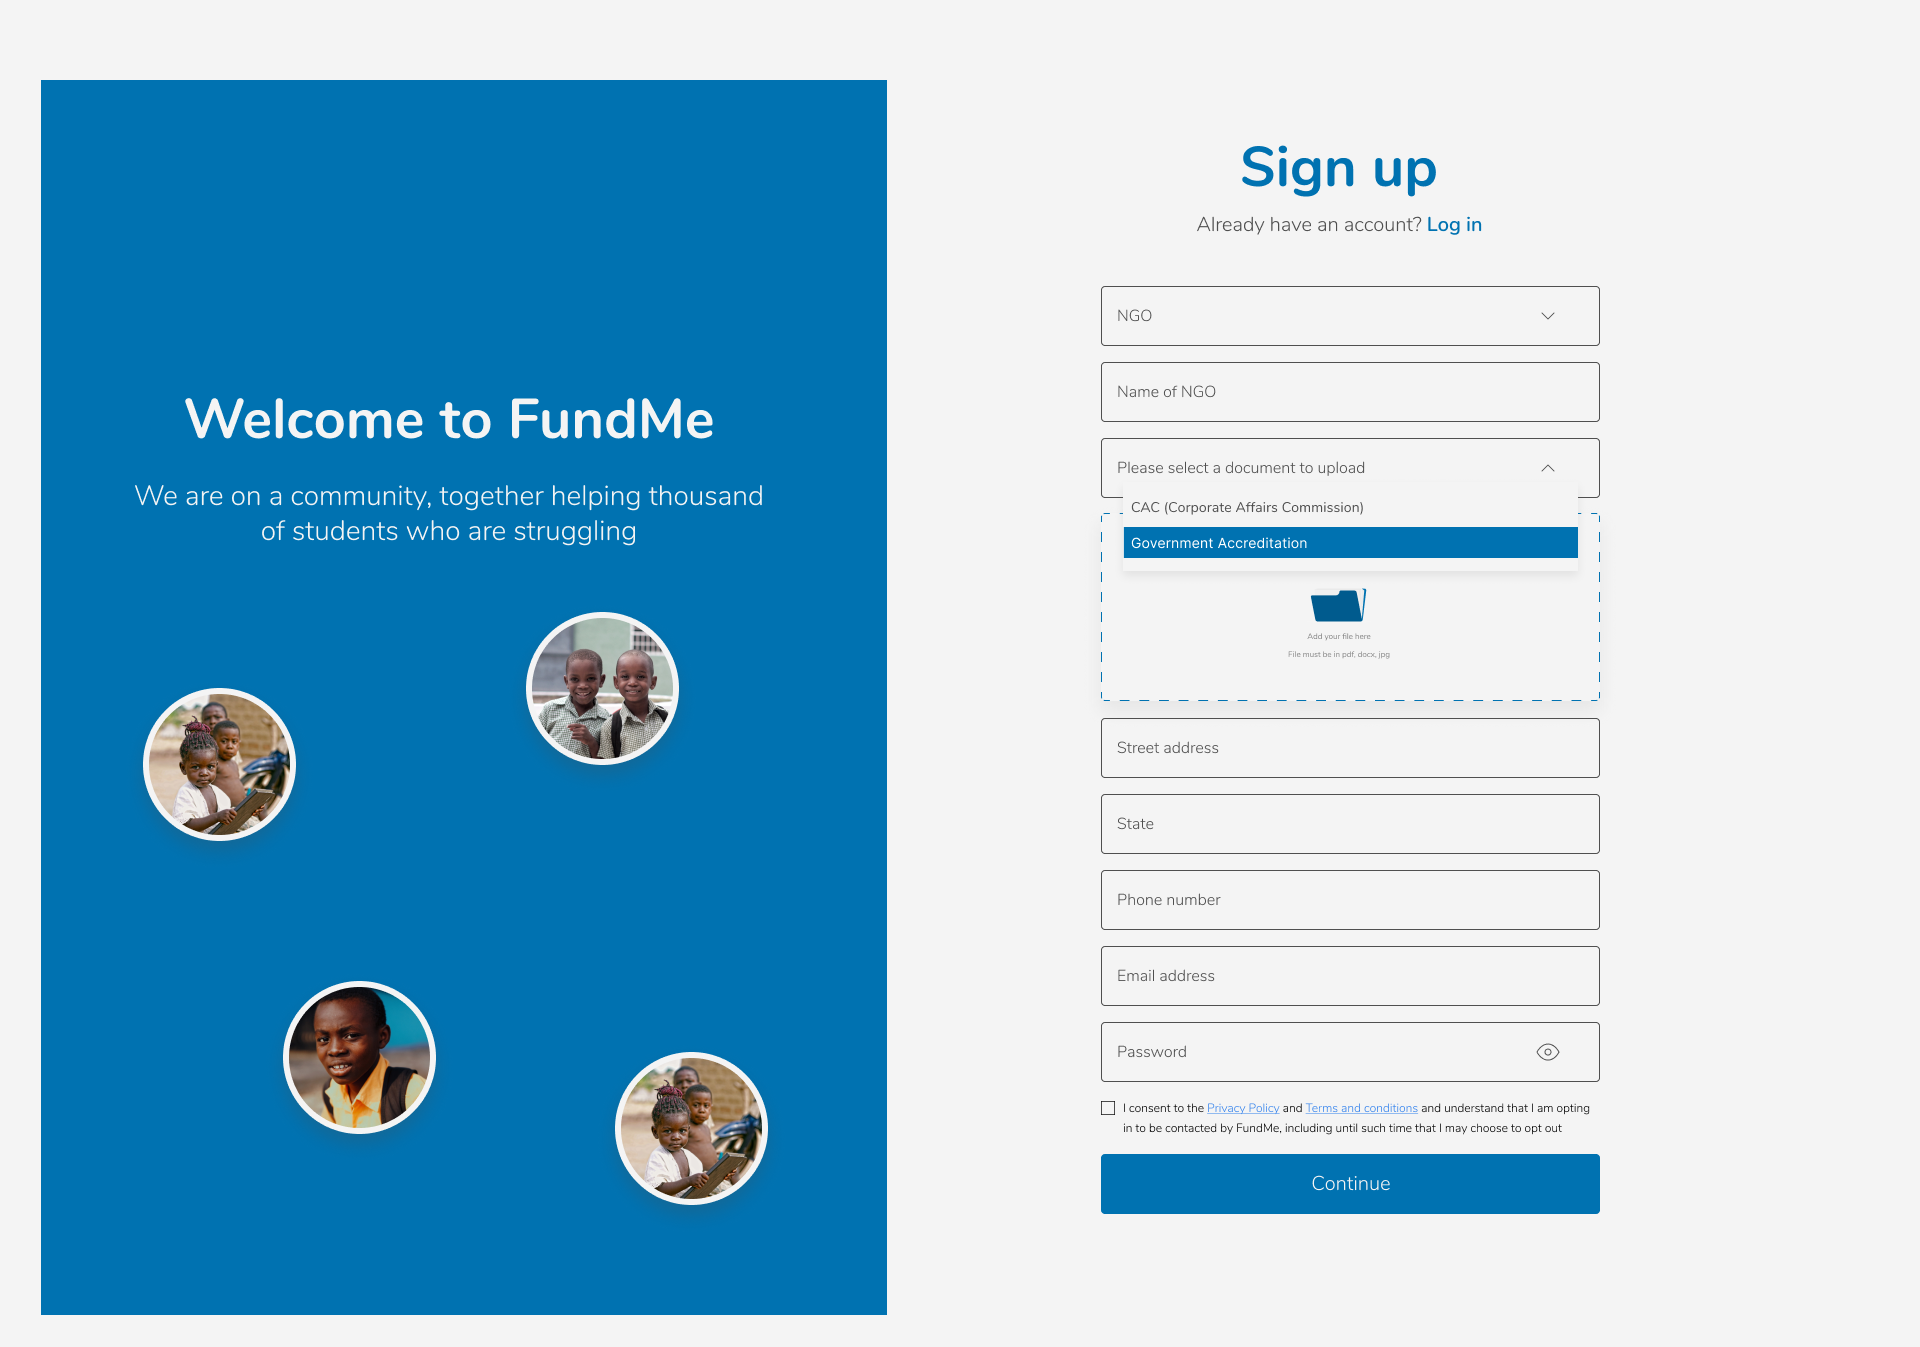 Welcome to FundMe
We are on a community, together helping thousand
of students who are struggling
Sign up
Already have an account? Log in
NGO
Name of NGO
Please select a document to upload
CAC (Corporate Affairs Commission)
Government Accreditation
Add your file here
File must be in pdf, docx, jpg
Street address
State
Phone number
Email address
Password
I consent to the Privacy Policy and Terms and conditions and understand that I am opting
in to be contacted by FundMe, including until such time that I may choose to opt out
Continue